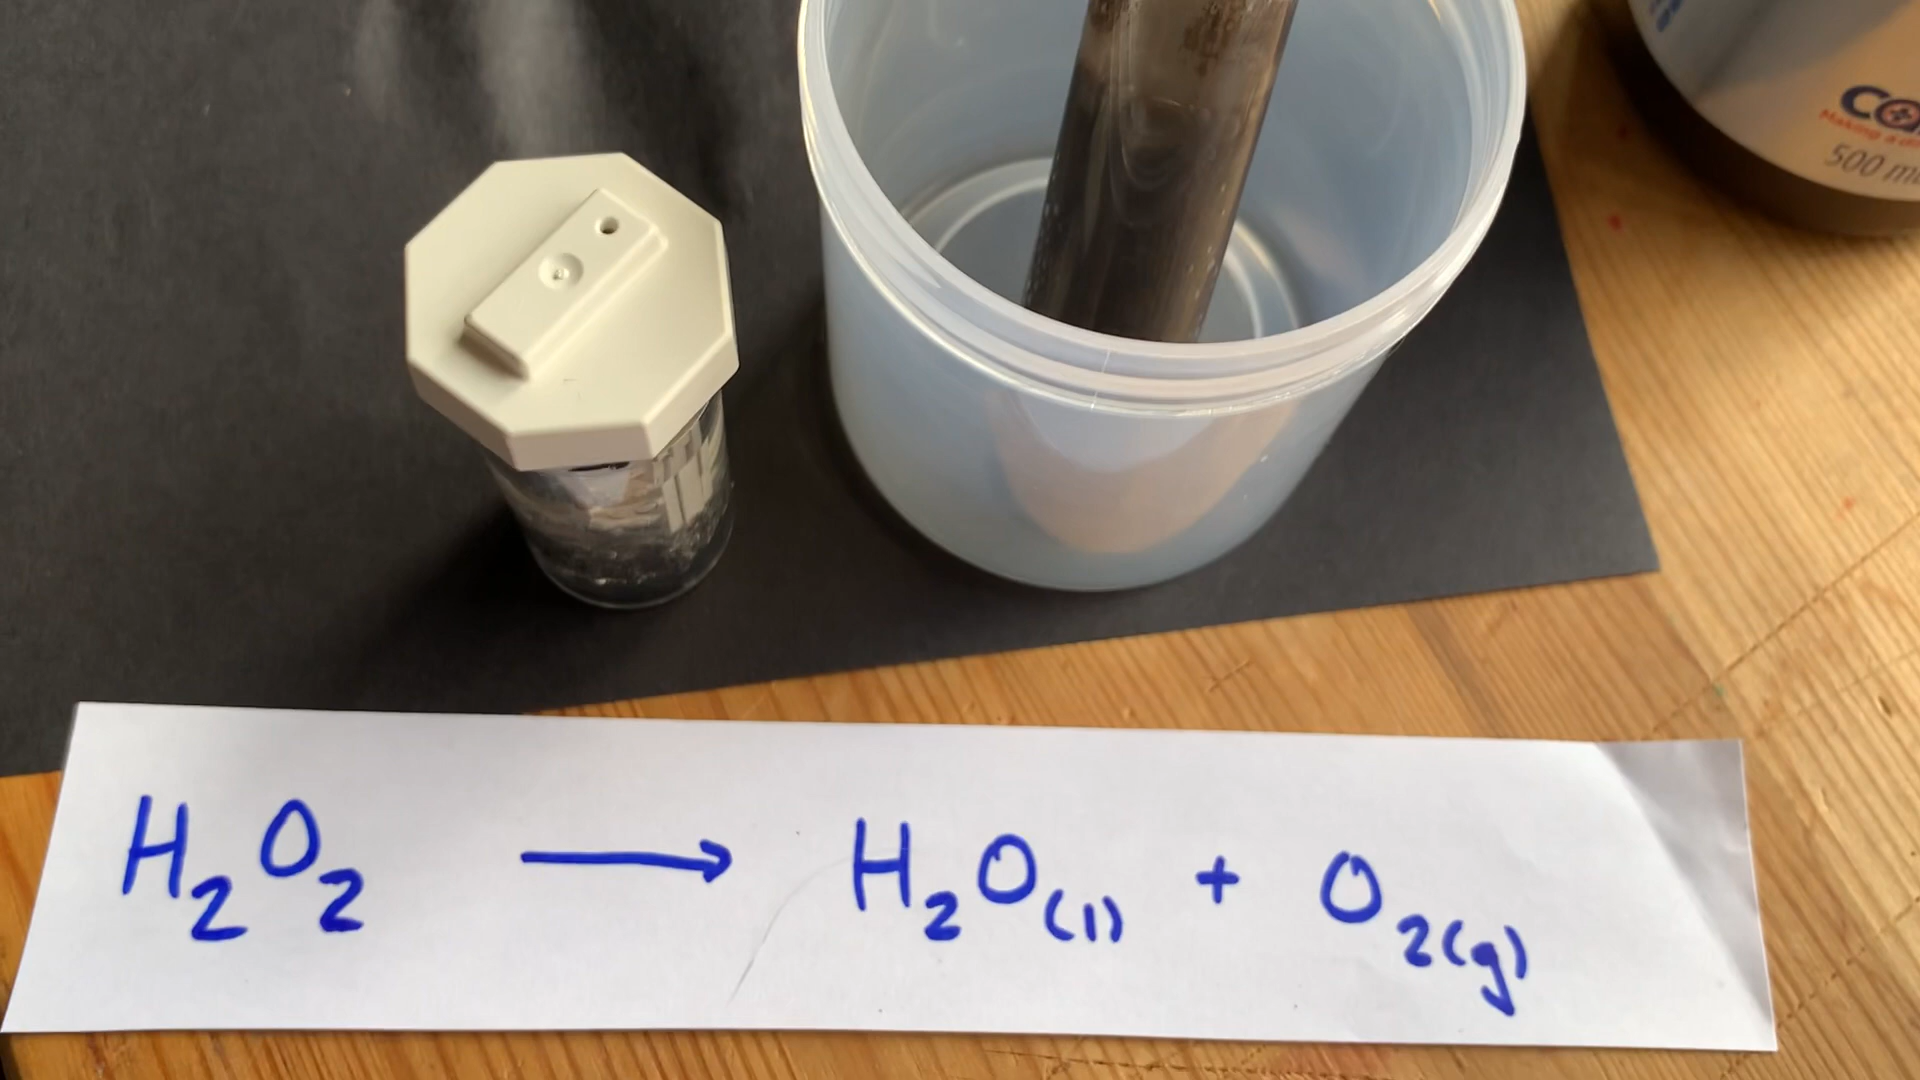 500
H₂O₂ → H₂O(l) + O₂(g)